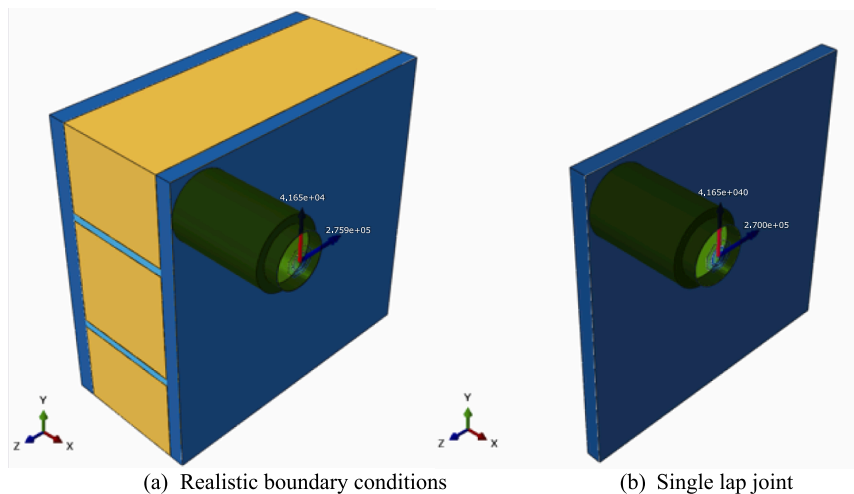 4,165e+04
2.759e+05
4,165e+040
2.700e+05
Y
Z
X
Y
Z
X
(a) Realistic boundary conditions
(b) Single lap joint